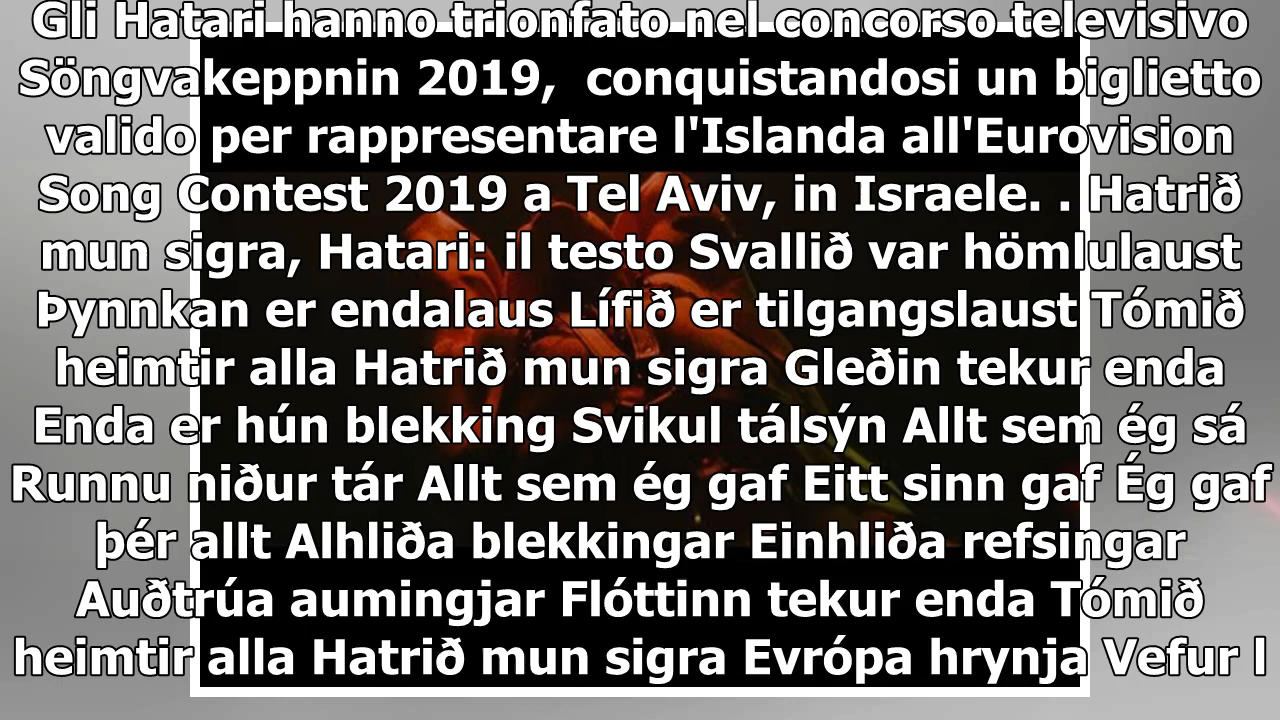 Gli Hatari hanno trionfato nel concorso televisivo
Söngvakeppnin 2019,  conquistandosi un biglietto
valido per rappresentare l'Islanda all'Eurovision
Song Contest 2019 a Tel Aviv, in Israele. . Hatrið
mun sigra, Hatari: il testo Svallið var hömlulaust
Þynnkan er endalaus Lífið er tilgangslaust Tómið
heimtir alla Hatrið mun sigra Gleðin tekur enda
Enda er hún blekking Svikul tálsýn Allt sem ég sá
Runnu niður tár Allt sem ég gaf Eitt sinn gaf Ég gaf
þér allt Alhliða blekkingar Einhliða refsingar
Auðtrúa aumingjar Flóttinn tekur enda Tómið
heimtir alla Hatrið mun sigra Evrópa hrynja Vefur l